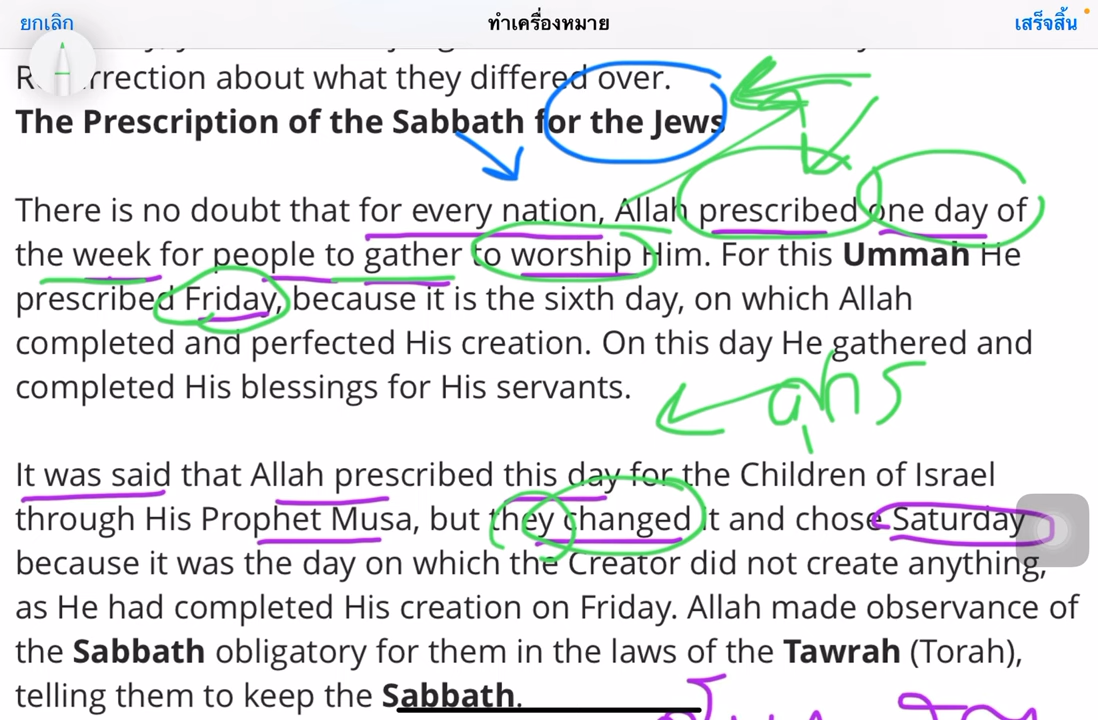 ยกเลิก ทำเครื่องหมาย เสร็จสิ้น
rrection about what they differed over.
The Prescription of the Sabbath for the Jews
There is no doubt that for every nation, Allah prescribed one day of
the week for people to gather to worship Him. For this Ummah He
prescribed Friday, because it is the sixth day, on which Allah
completed and perfected His creation. On this day He gathered and
completed His blessings for His servants.
It was said that Allah prescribed this day for the Children of Israel
through His Prophet Musa, but they changed it and chose Saturday
because it was the day on which the Creator did not create anything,
as He had completed His creation on Friday. Allah made observance of
the Sabbath obligatory for them in the laws of the Tawrah (Torah),
telling them to keep the Sabbath.